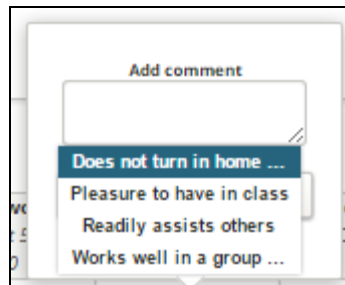 Add comment
Does not turn in home ...
Pleasure to have in class
Readily assists others
Works well in a group ...